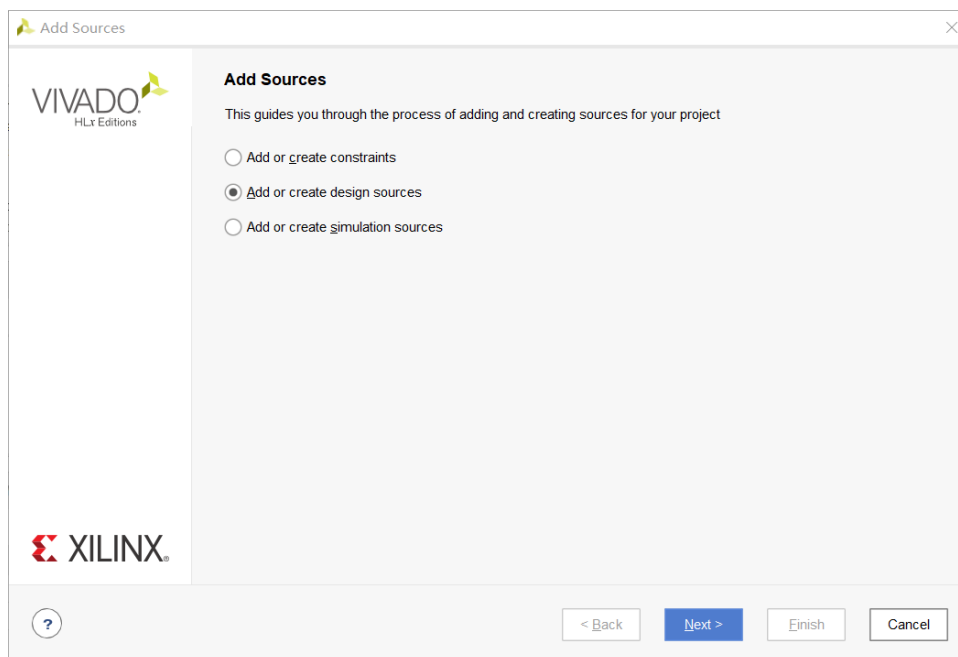 Add Sources
VIVADO.
HLx Editions
Add Sources
This guides you through the process of adding and creating sources for your project
Add or create constraints
Add or create design sources
Add or create simulation sources
XILINX®
?
< Back
Next >
Finish
Cancel